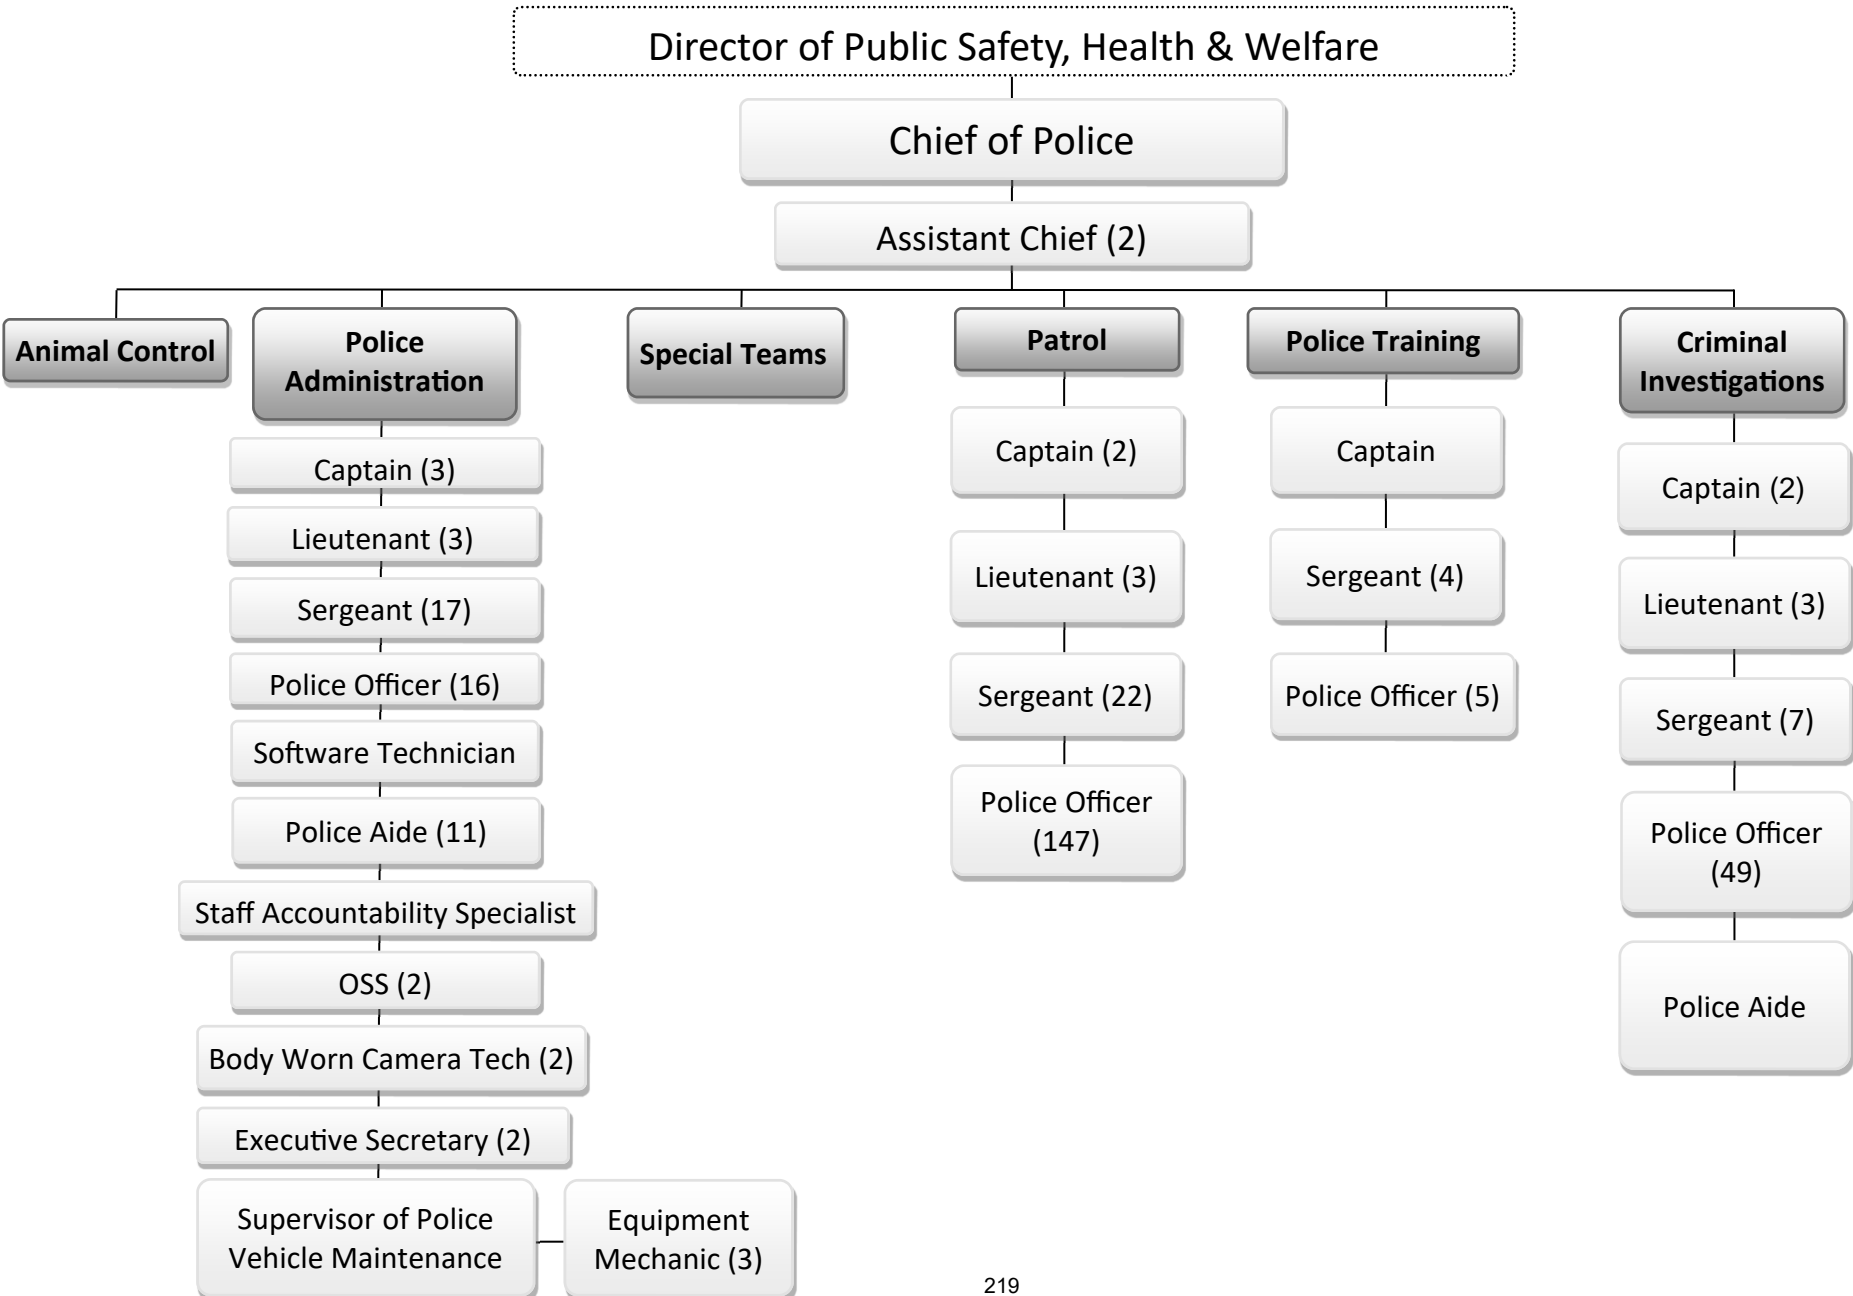 Director of Public Safety, Health & Welfare
Chief of Police
Assistant Chief (2)
Animal Control
Police
Administration
Captain (3)
Lieutenant (3)
Sergeant (17)
Police Officer (16)
Software Technician
Police Aide (11)
Staff Accountability Specialist
OSS (2)
Body Worn Camera Tech (2)
Executive Secretary (2)
Supervisor of Police
Vehicle Maintenance
Equipment
Mechanic (3)
Special Teams
Patrol
Captain (2)
Lieutenant (3)
Sergeant (22)
Police Officer
(147)
Police Training
Captain
Sergeant (4)
Police Officer (5)
Criminal
Investigations
Captain (2)
Lieutenant (3)
Sergeant (7)
Police Officer
(49)
Police Aide
219